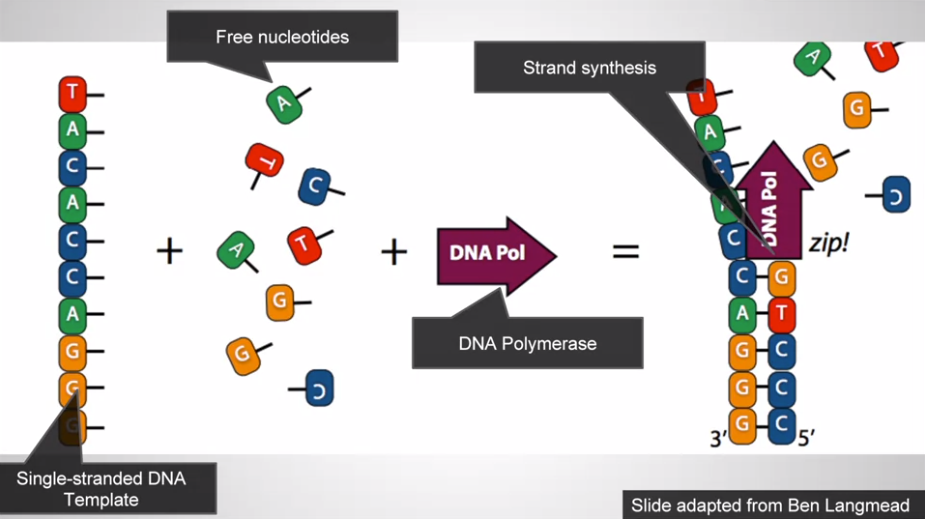 Free nucleotides
Strand synthesis
T
A
C
A
C
C
A
G
G
G
+
A
T
C
A
T
G
G
C
+
DNA Pol
=
DNA Polymerase
T
A
C
A
C
C
A
G
G
G
DNA Pol
zip!
A
T
G
G
C
G
T
C
C
C
3’
5’
Single-stranded DNA
Template
Slide adapted from Ben Langmead